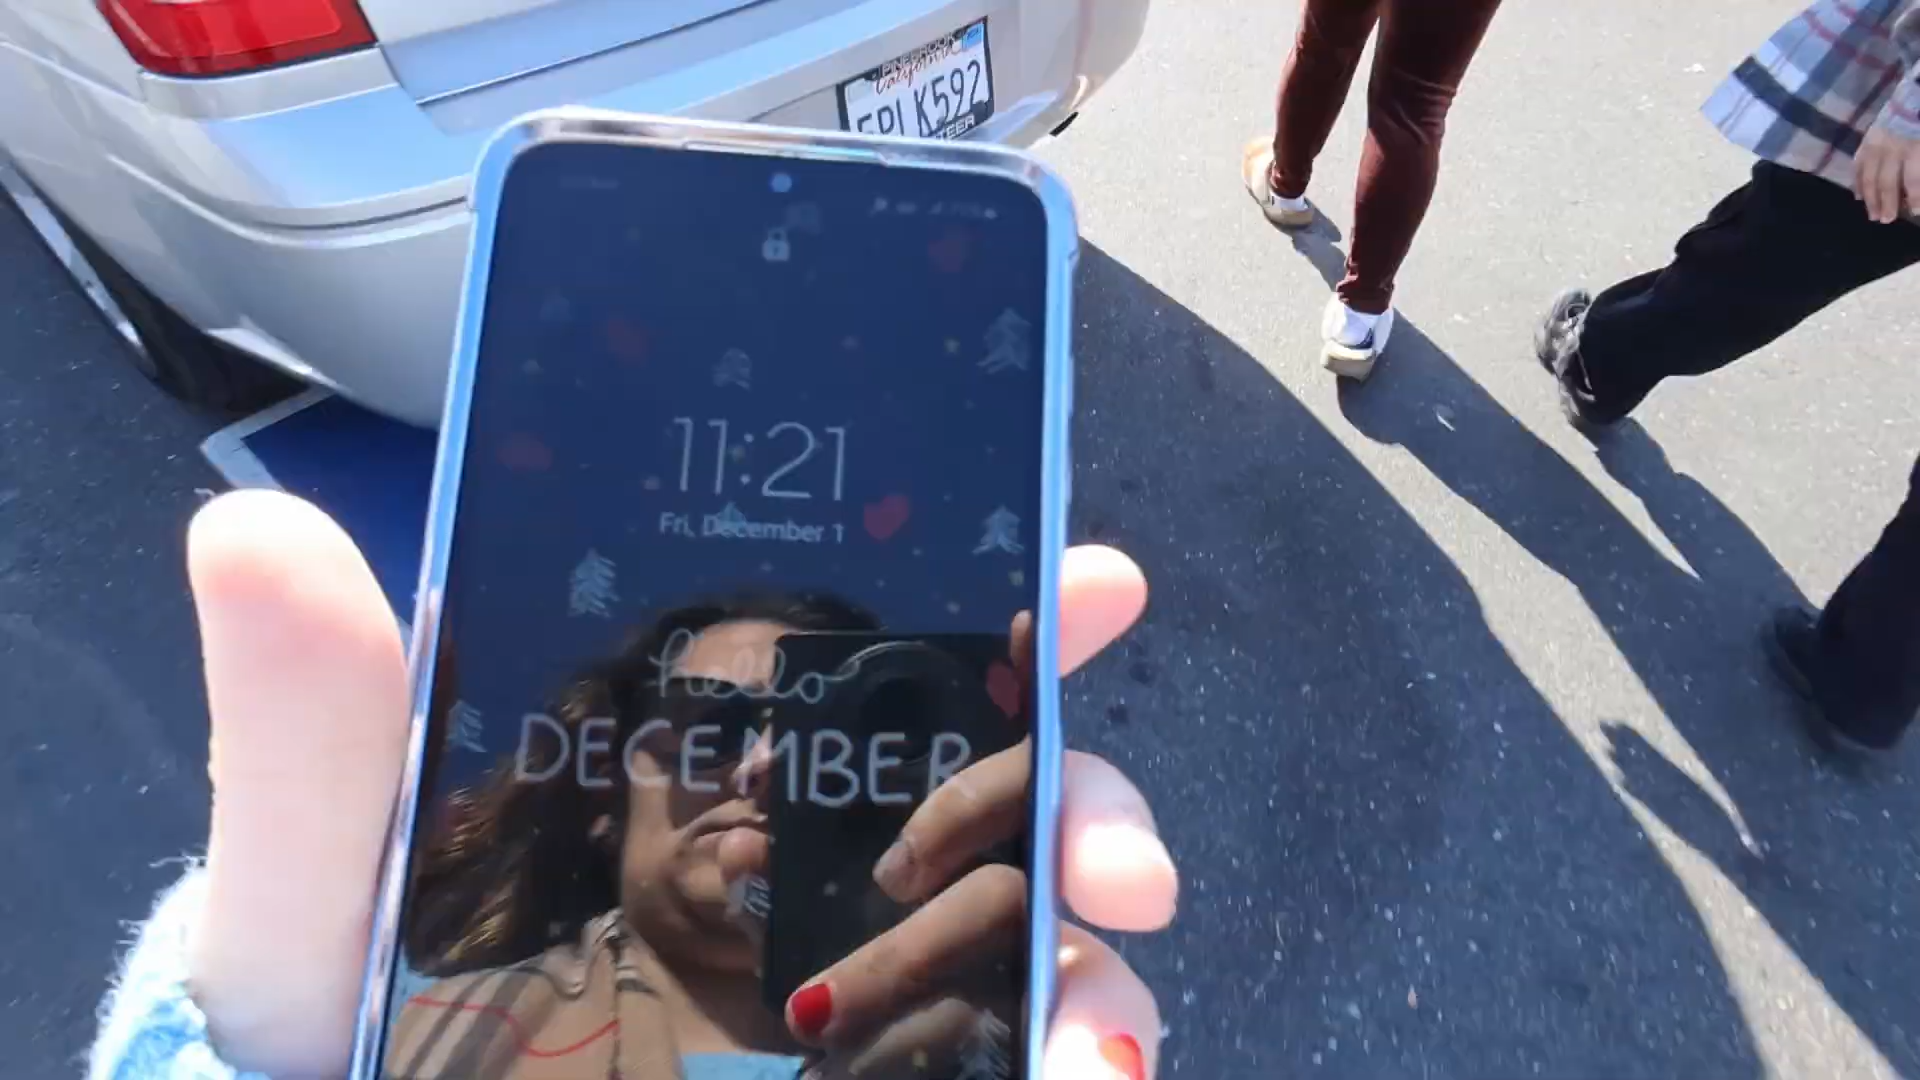 PINEBROOK
California
5PLK592
11:21
Fri, December 1
hello
DECEMBER